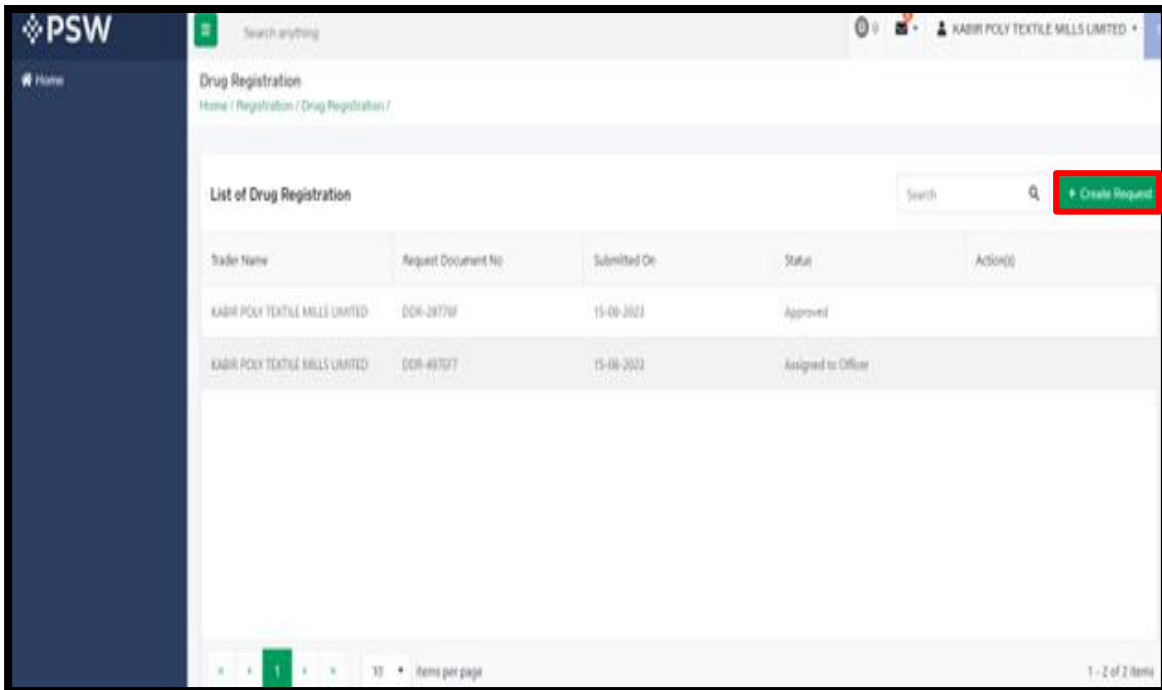 PSW
Search anything
0
KABIR POLY TEXTILE MILLS LIMITED
Home
Drug Registration
Home / Registration / Drug Registration /
List of Drug Registration
Search
+ Create Request
Trader Name Request Document No Submitted On Status Action(s)
KABIR POLY TEXTILE MILLS LIMITED Approved
KABIR POLY TEXTILE MILLS LIMITED Assigned to Officer
1 10 items per page 1 - 2 of 2 items